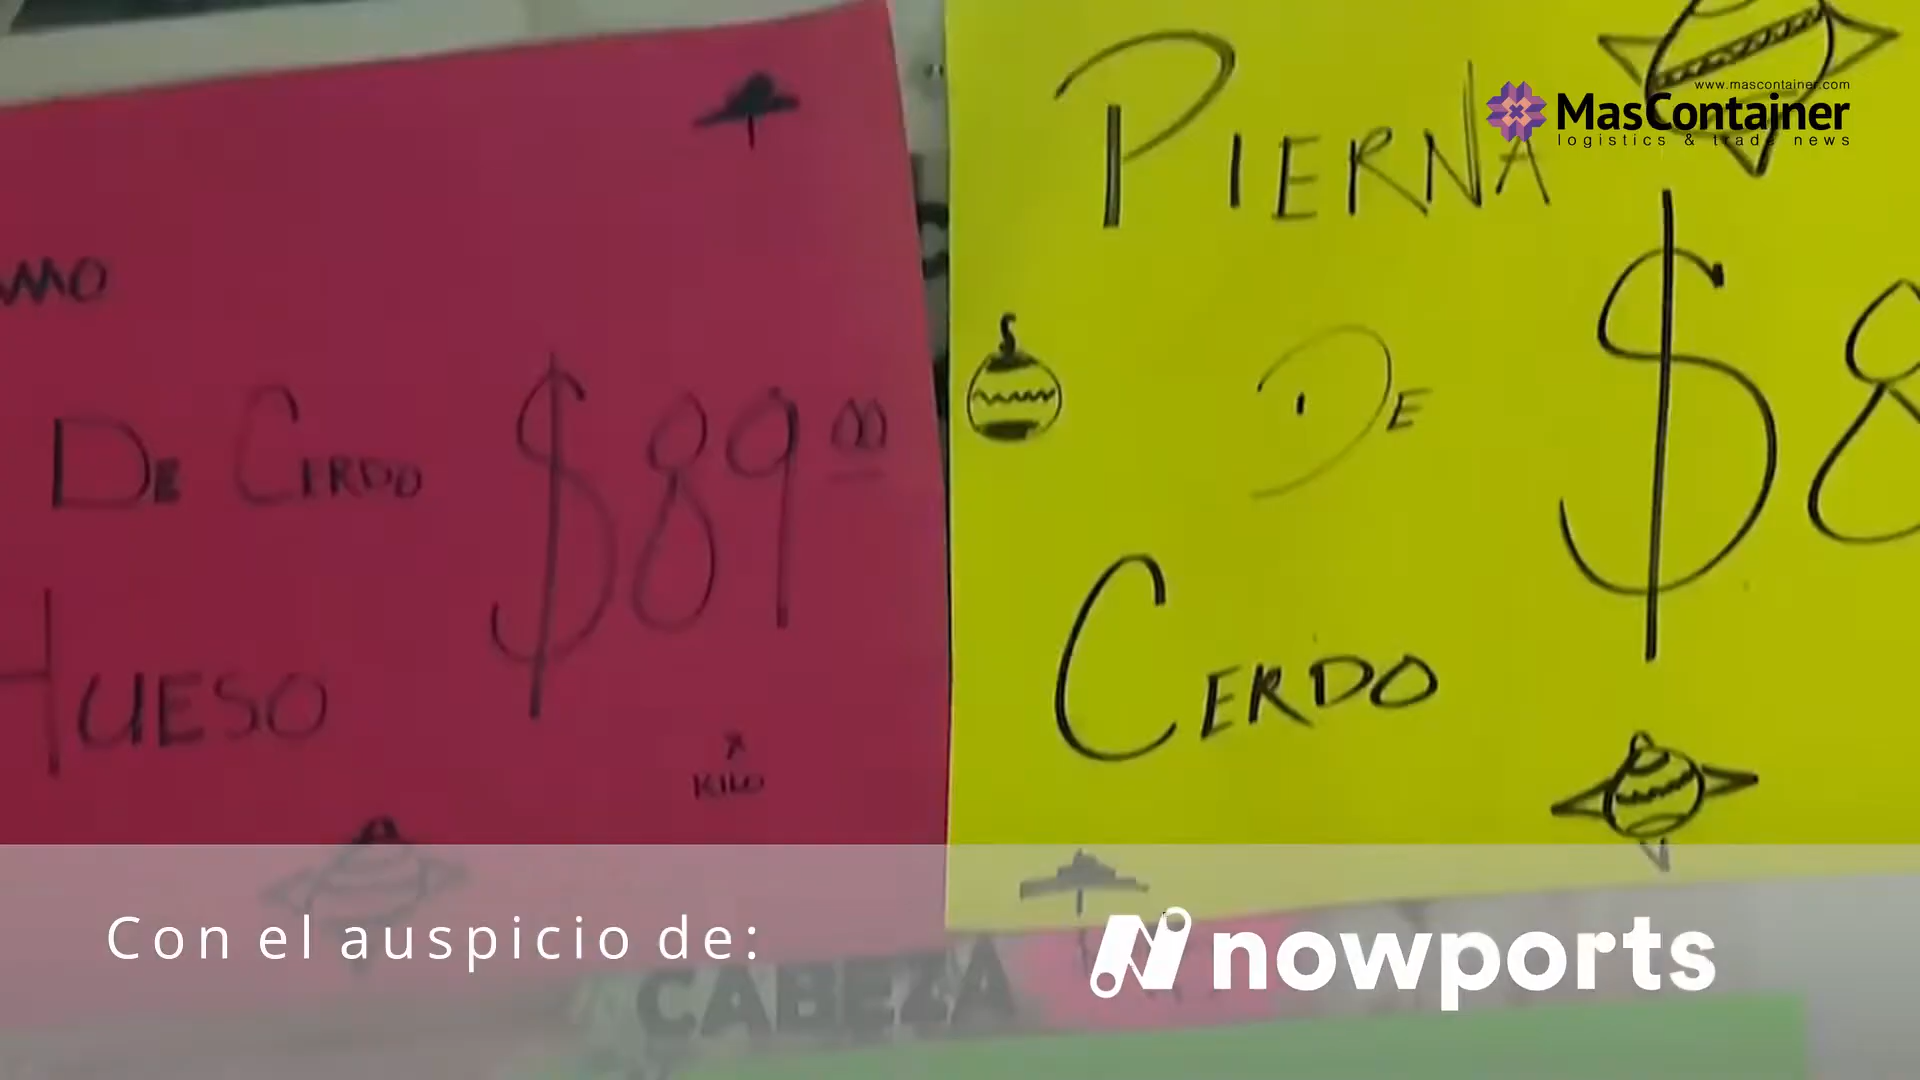 DE CERDO $89.00
HUESO
X
KILO
PIERNA
DE
CERDO
$8
www.mascontainer.com
MasContainer
logistics & trade news
Con el auspicio de:
nowports
CABEZA